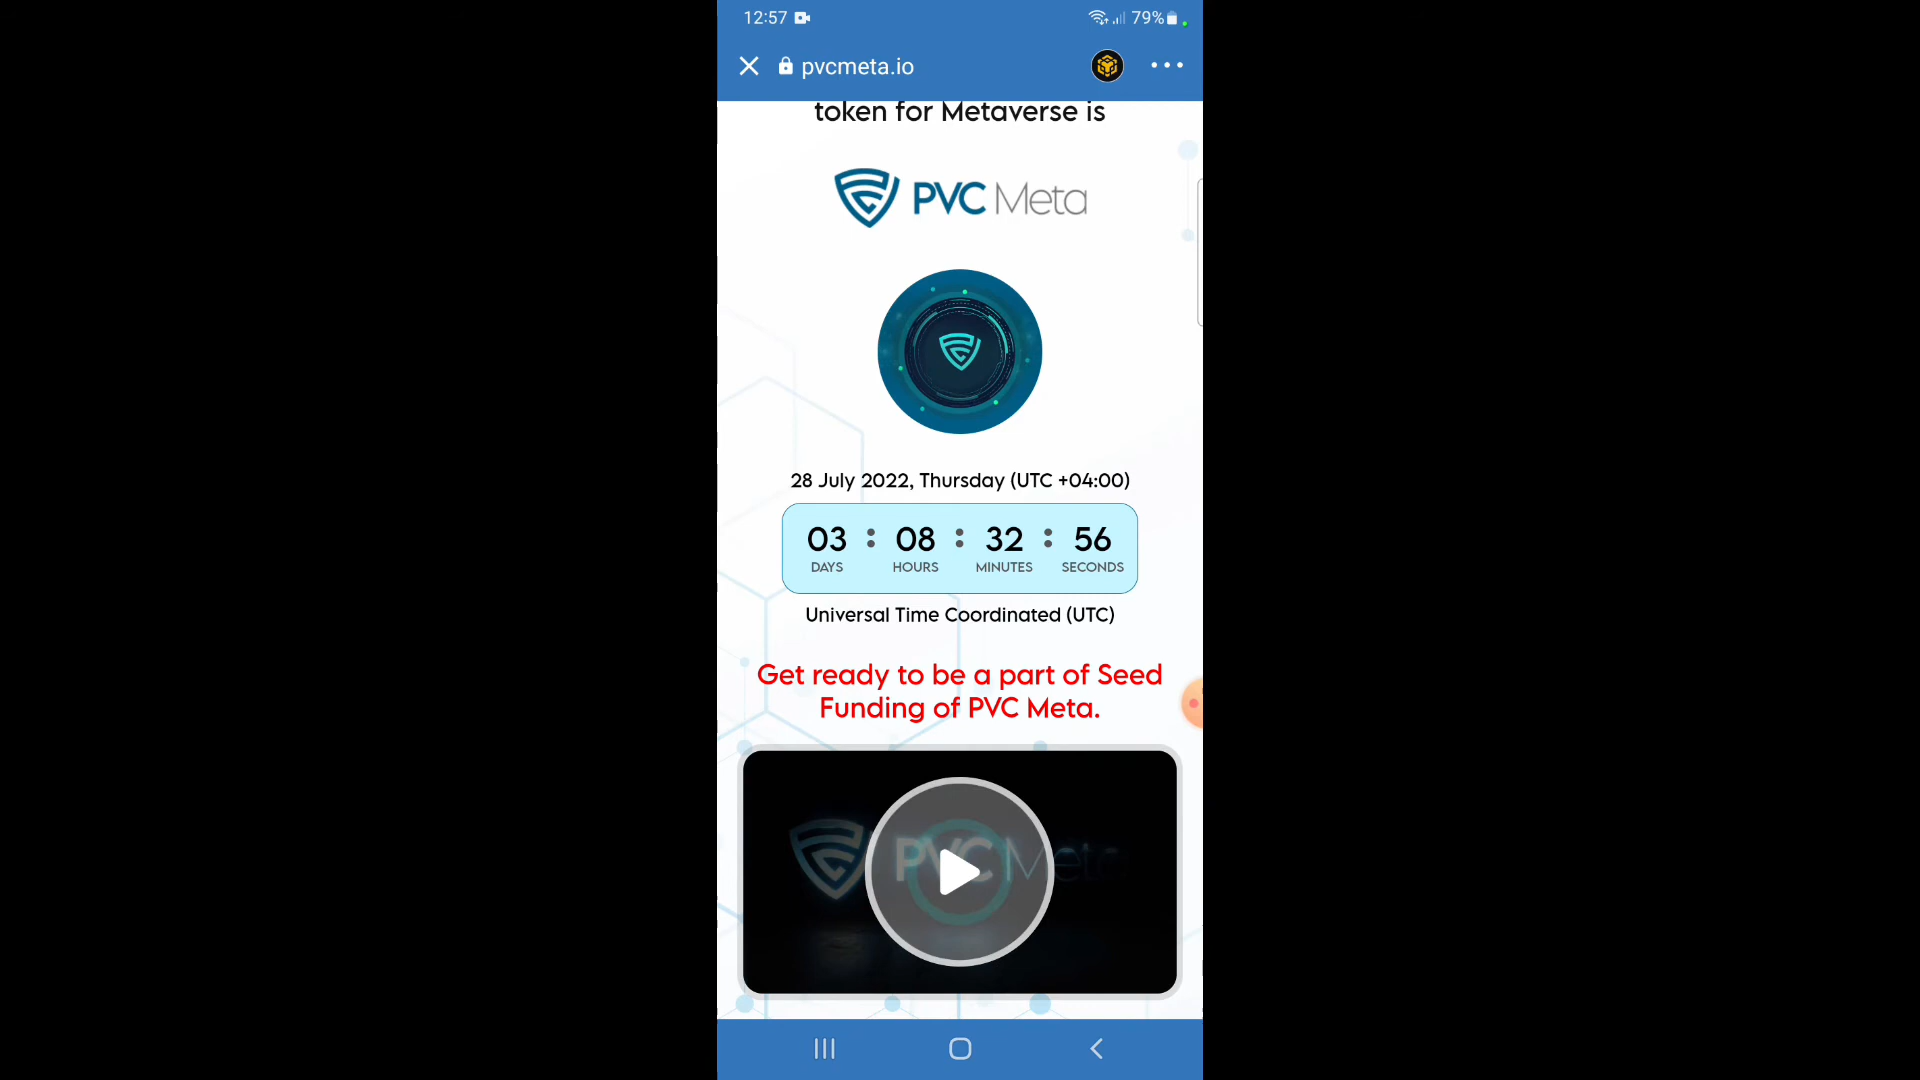 12:57
79%
pvcmeta.io
token for Metaverse is
PVC Meta
28 July 2022, Thursday (UTC +04:00)
03 : 08 : 32 : 56
DAYS HOURS MINUTES SECONDS
Universal Time Coordinated (UTC)
Get ready to be a part of Seed
Funding of PVC Meta.
PVC Meta